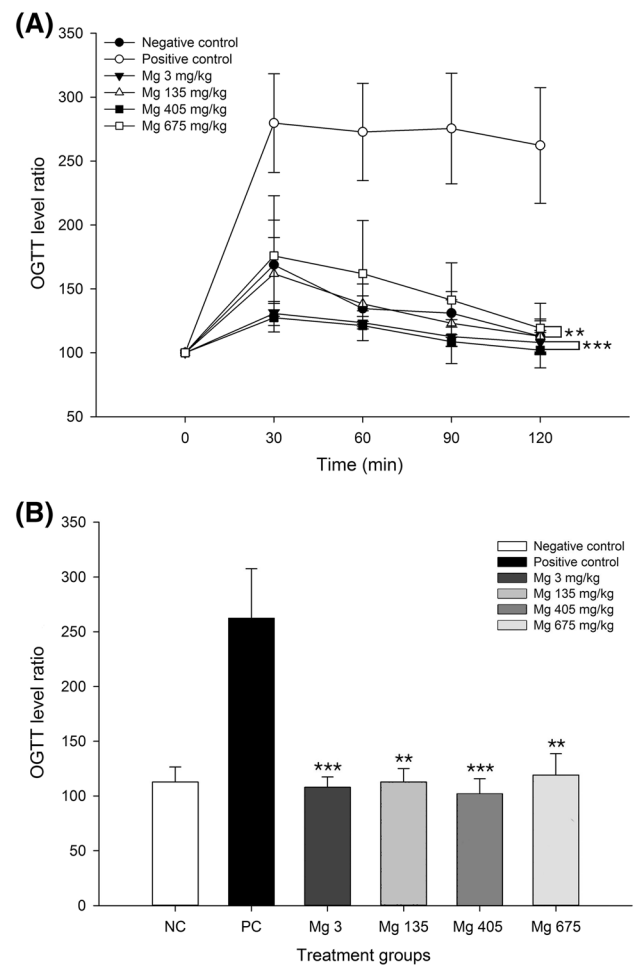 (A)
350
300
250
200
150
100
50
OGTT level ratio
Negative control
Positive control
Mg 3 mg/kg
Mg 135 mg/kg
Mg 405 mg/kg
Mg 675 mg/kg
**
***
0 30 60 90 120
Time (min)
(B)
350
300
250
200
150
100
50
0
OGTT level ratio
Negative control
Positive control
Mg 3 mg/kg
Mg 135 mg/kg
Mg 405 mg/kg
Mg 675 mg/kg
*** ** *** **
NC PC Mg 3 Mg 135 Mg 405 Mg 675
Treatment groups